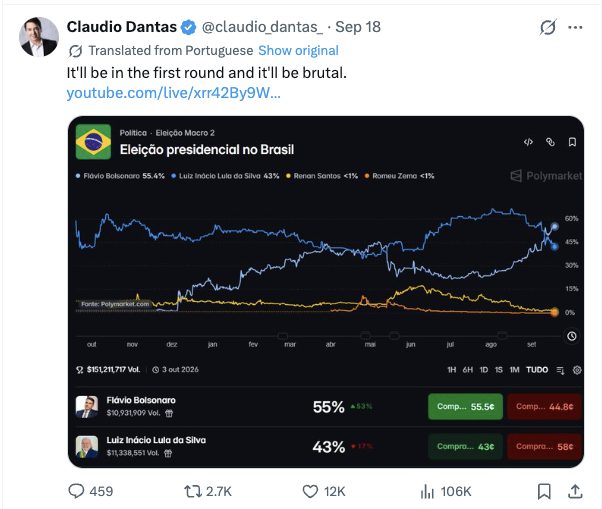 Claudio Dantas @claudio_dantas_ · Sep 18
Translated from Portuguese Show original
It'll be in the first round and it'll be brutal.
youtube.com/live/xrr42By9W...
Política · Eleição Macro 2
Eleição presidencial no Brasil
Flávio Bolsonaro 55.4% Luiz Inácio Lula da Silva 43% Renan Santos <1% Romeu Zema <1%
Polymarket
60%
45%
30%
15%
0%
Fonte: Polymarket.com
out nov dez jan fev mar abr mai jun jul ago set
$151,211,717 Vol. 3 out 2026
1H 6H 1D 1S 1M TUDO
Flávio Bolsonaro
$10,931,909 Vol.
55% ▲53%
Comp... 55.5¢ Comp... 44.8¢
Luiz Inácio Lula da Silva
$11,338,551 Vol.
43% ▼17%
Compra... 43¢ Compra... 58¢
459 2.7K 12K 106K